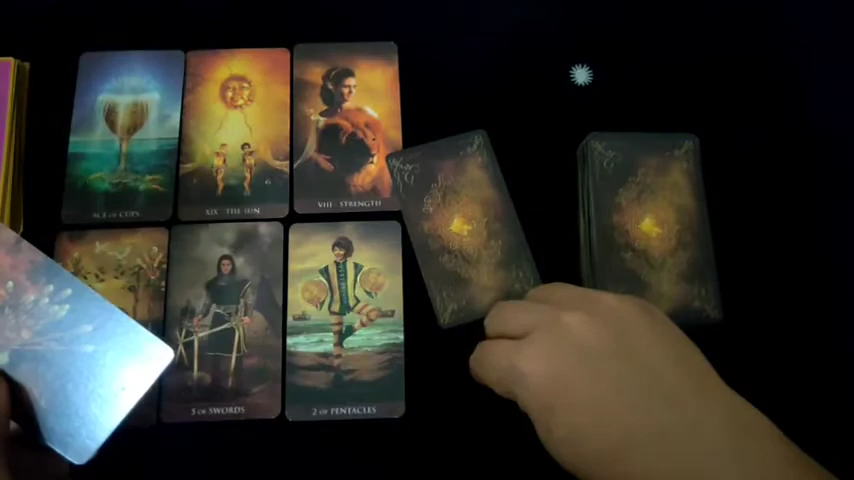 ACE OF CUPS
XIX THE SUN
VIII STRENGTH
5 OF SWORDS
2 OF PENTACLES